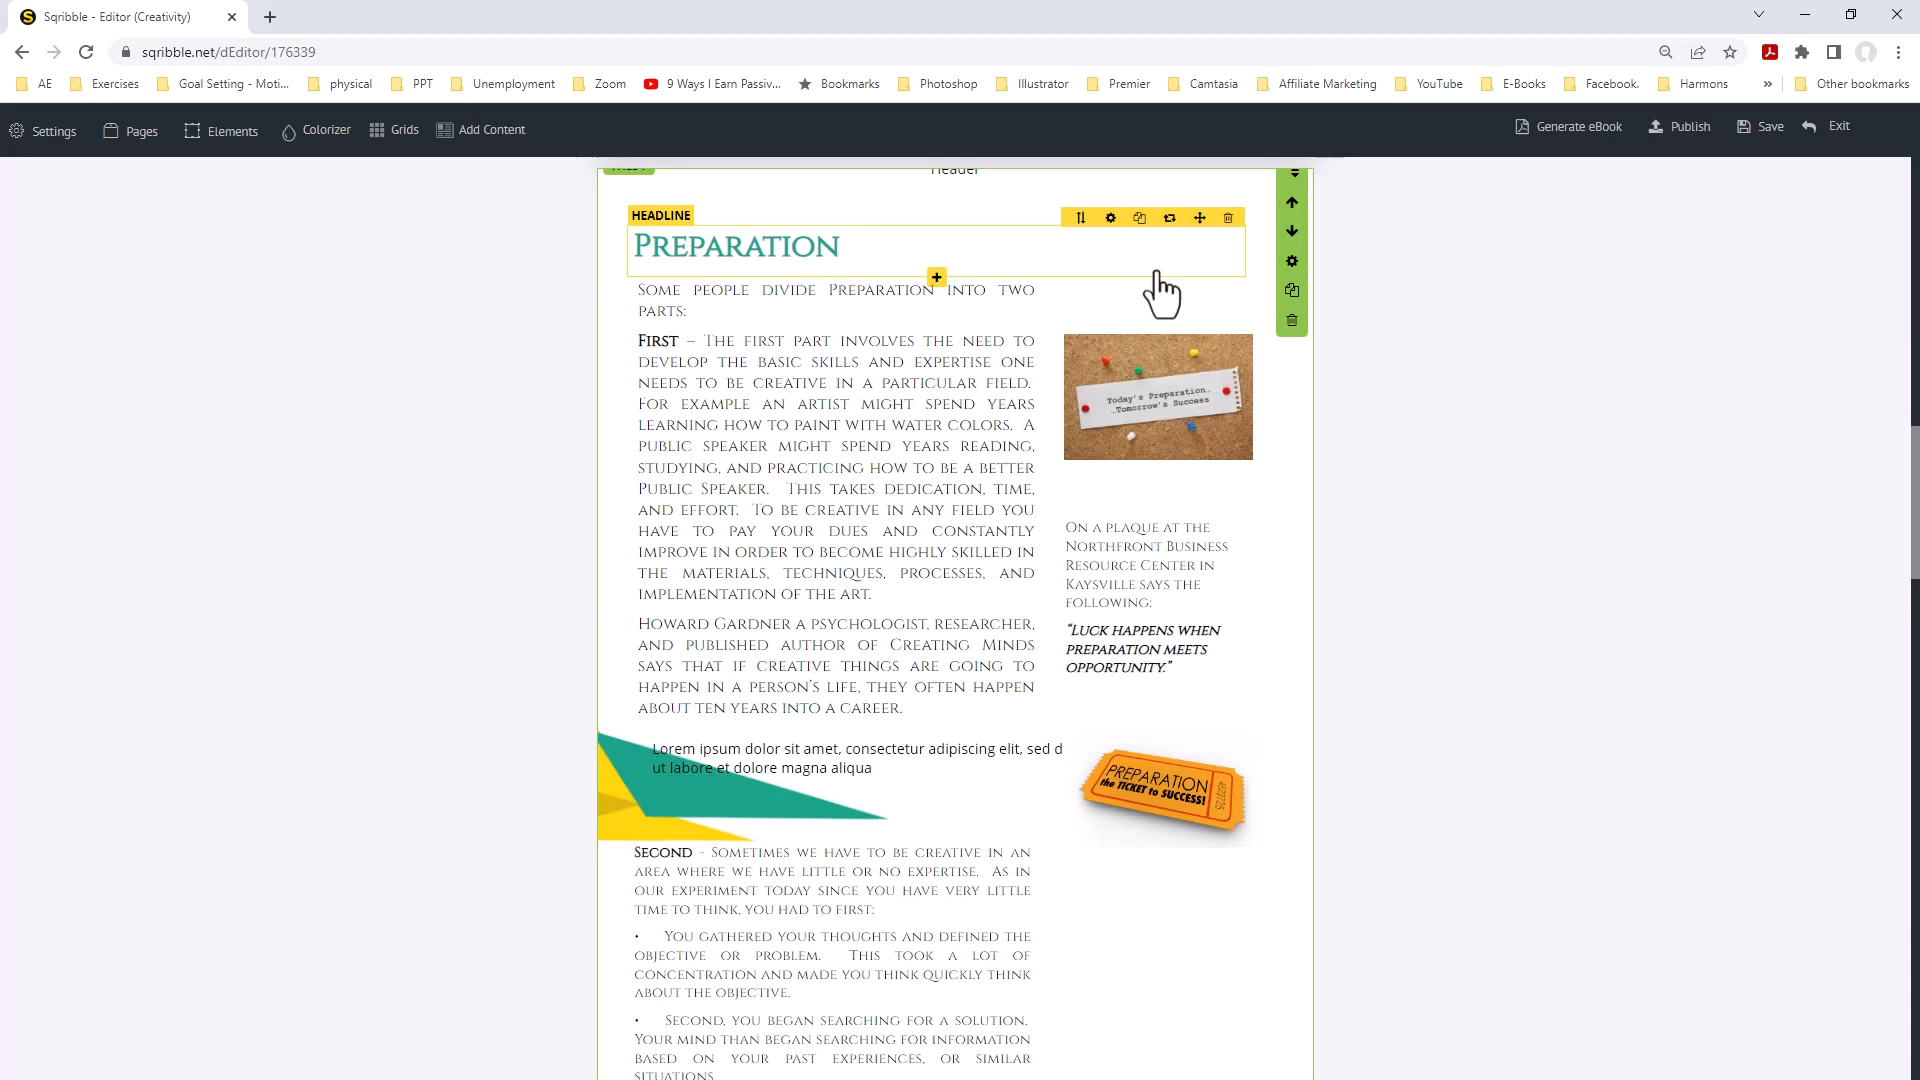 Sqribble - Editor (Creativity)
sqribble.net/dEditor/176339
AE Exercises Goal Setting - Moti... physical PPT Unemployment Zoom 9 Ways I Earn Passiv... Bookmarks Photoshop Illustrator Premier Camtasia Affiliate Marketing YouTube E-Books Facebook. Harmons » Other bookmarks
Settings Pages Elements Colorizer Grids Add Content Generate eBook Publish Save Exit
Header
HEADLINE
Preparation
Some people divide Preparation into two
parts:
First – The first part involves the need to
develop the basic skills and expertise one
needs to be creative in a particular field.
For example an artist might spend years
learning how to paint with water colors. A
public speaker might spend years reading,
studying, and practicing how to be a better
Public Speaker. This takes dedication, time,
and effort. To be creative in any field you
have to pay your dues and constantly
improve in order to become highly skilled in
the materials, techniques, processes, and
implementation of the art.
Howard Gardner a psychologist, researcher,
and published author of Creating Minds
says that if creative things are going to
happen in a person's life, they often happen
about ten years into a career.
Today's Preparation...
...Tomorrow's Success
On a plaque at the
Northfront Business
Resource Center in
Kaysville says the
following:
"Luck happens when
preparation meets
opportunity."
Lorem ipsum dolor sit amet, consectetur adipiscing elit, sed d
ut labore et dolore magna aliqua
PREPARATION
the TICKET to SUCCESS!
Second - Sometimes we have to be creative in an
area where we have little or no expertise. As in
our experiment today since you have very little
time to think, you had to first:
• You gathered your thoughts and defined the
objective or problem. This took a lot of
concentration and made you think quickly think
about the objective.
• Second, you began searching for a solution.
Your mind than began searching for information
based on your past experiences, or similar
situations.